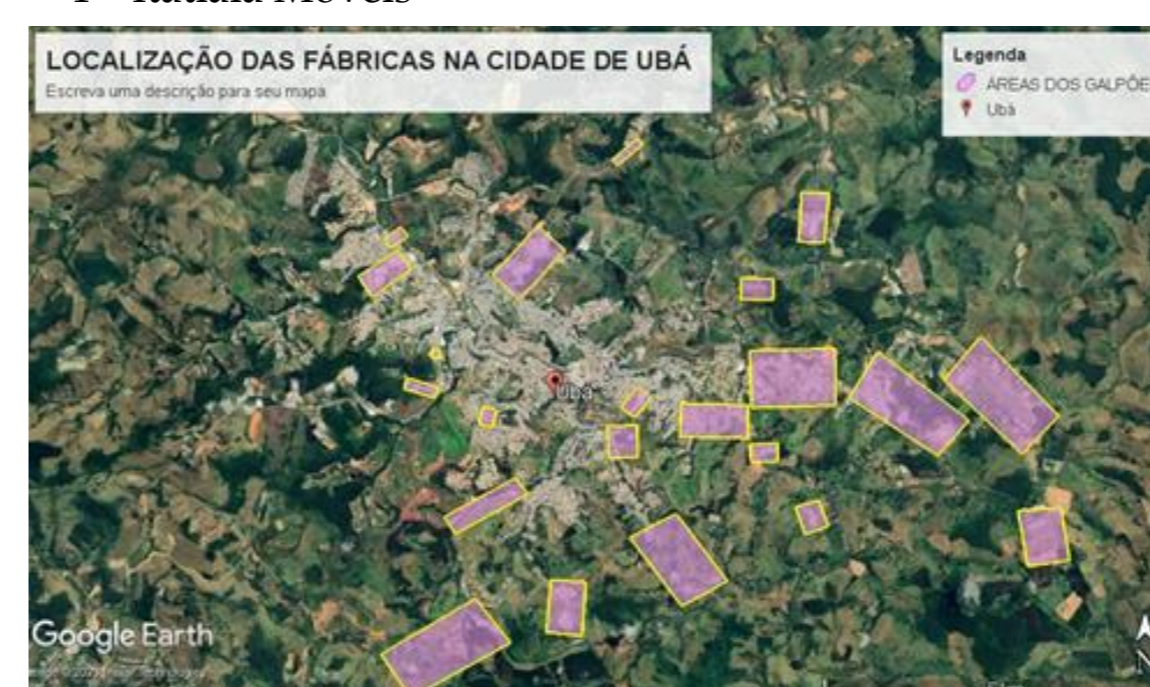 LOCALIZAÇÃO DAS FÁBRICAS NA CIDADE DE UBÁ
Escreva uma descrição para seu mapa
Legenda
ÁREAS DOS GALPÕE
Ubá
Ubá
Google Earth
N